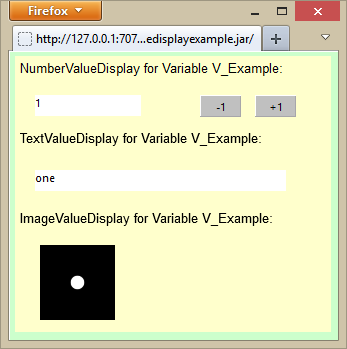 Firefox
http://127.0.0.1:707...edisplayexample.jar/
NumberValueDisplay for Variable V_Example:
1
-1
+1
TextValueDisplay for Variable V_Example:
one
ImageValueDisplay for Variable V_Example: